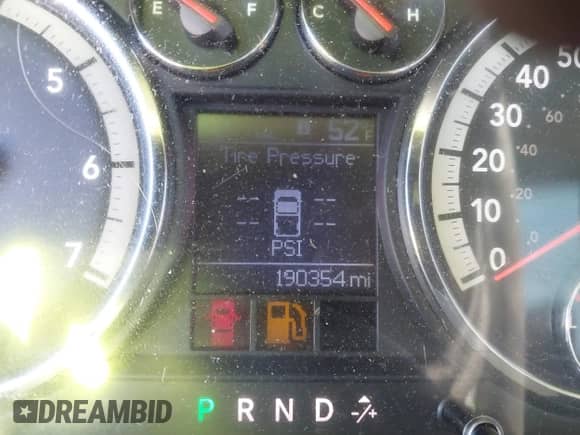 E F
C H
5
6
7
52 F
Tire Pressure
-- --
-- --
PSI
190354 mi
P R N D -/+
50
40
30
20
10
0
60
40
20
0
DREAMBID